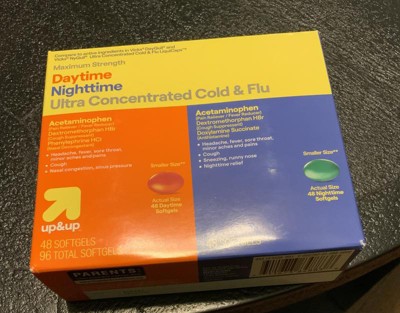 Compare to active ingredients in Vicks® DayQuil® and
Vicks® NyQuil® Ultra Concentrated Cold & Flu LiquiCaps™
Maximum Strength
Daytime
Nighttime
Ultra Concentrated Cold & Flu
Acetaminophen
(Pain Reliever / Fever Reducer)
Dextromethorphan HBr
(Cough Suppressant)
Phenylephrine HCl
(Nasal Decongestant)
• Headache, fever, sore throat,
minor aches and pains
• Cough
• Nasal congestion, sinus pressure
Smaller Size**
Actual Size
48 Daytime
Softgels
Acetaminophen
(Pain Reliever / Fever Reducer)
Dextromethorphan HBr
(Cough Suppressant)
Doxylamine Succinate
(Antihistamine)
• Headache, fever, sore throat,
minor aches and pains
• Cough
• Sneezing, runny nose
• Nighttime relief
Smaller Size**
Actual Size
48 Nighttime
Softgels
up&up
48 SOFTGELS
96 TOTAL SOFTGELS
PARENTS: